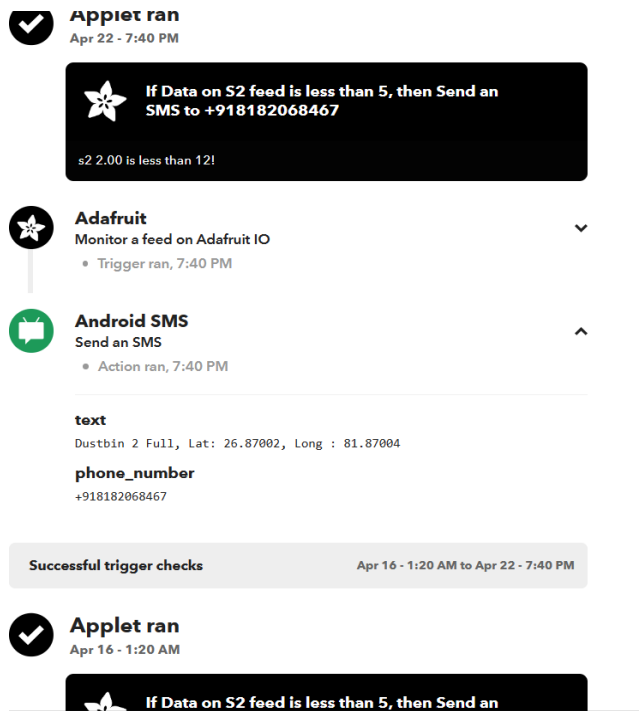 Applet ran
Apr 22 - 7:40 PM
If Data on S2 feed is less than 5, then Send an
SMS to +918182068467
s2 2.00 is less than 12!
Adafruit
Monitor a feed on Adafruit IO
Trigger ran, 7:40 PM
Android SMS
Send an SMS
Action ran, 7:40 PM
text
Dustbin 2 Full, Lat: 26.87002, Long : 81.87004
phone_number
+918182068467
Successful trigger checks Apr 16 - 1:20 AM to Apr 22 - 7:40 PM
Applet ran
Apr 16 - 1:20 AM
If Data on S2 feed is less than 5, then Send an